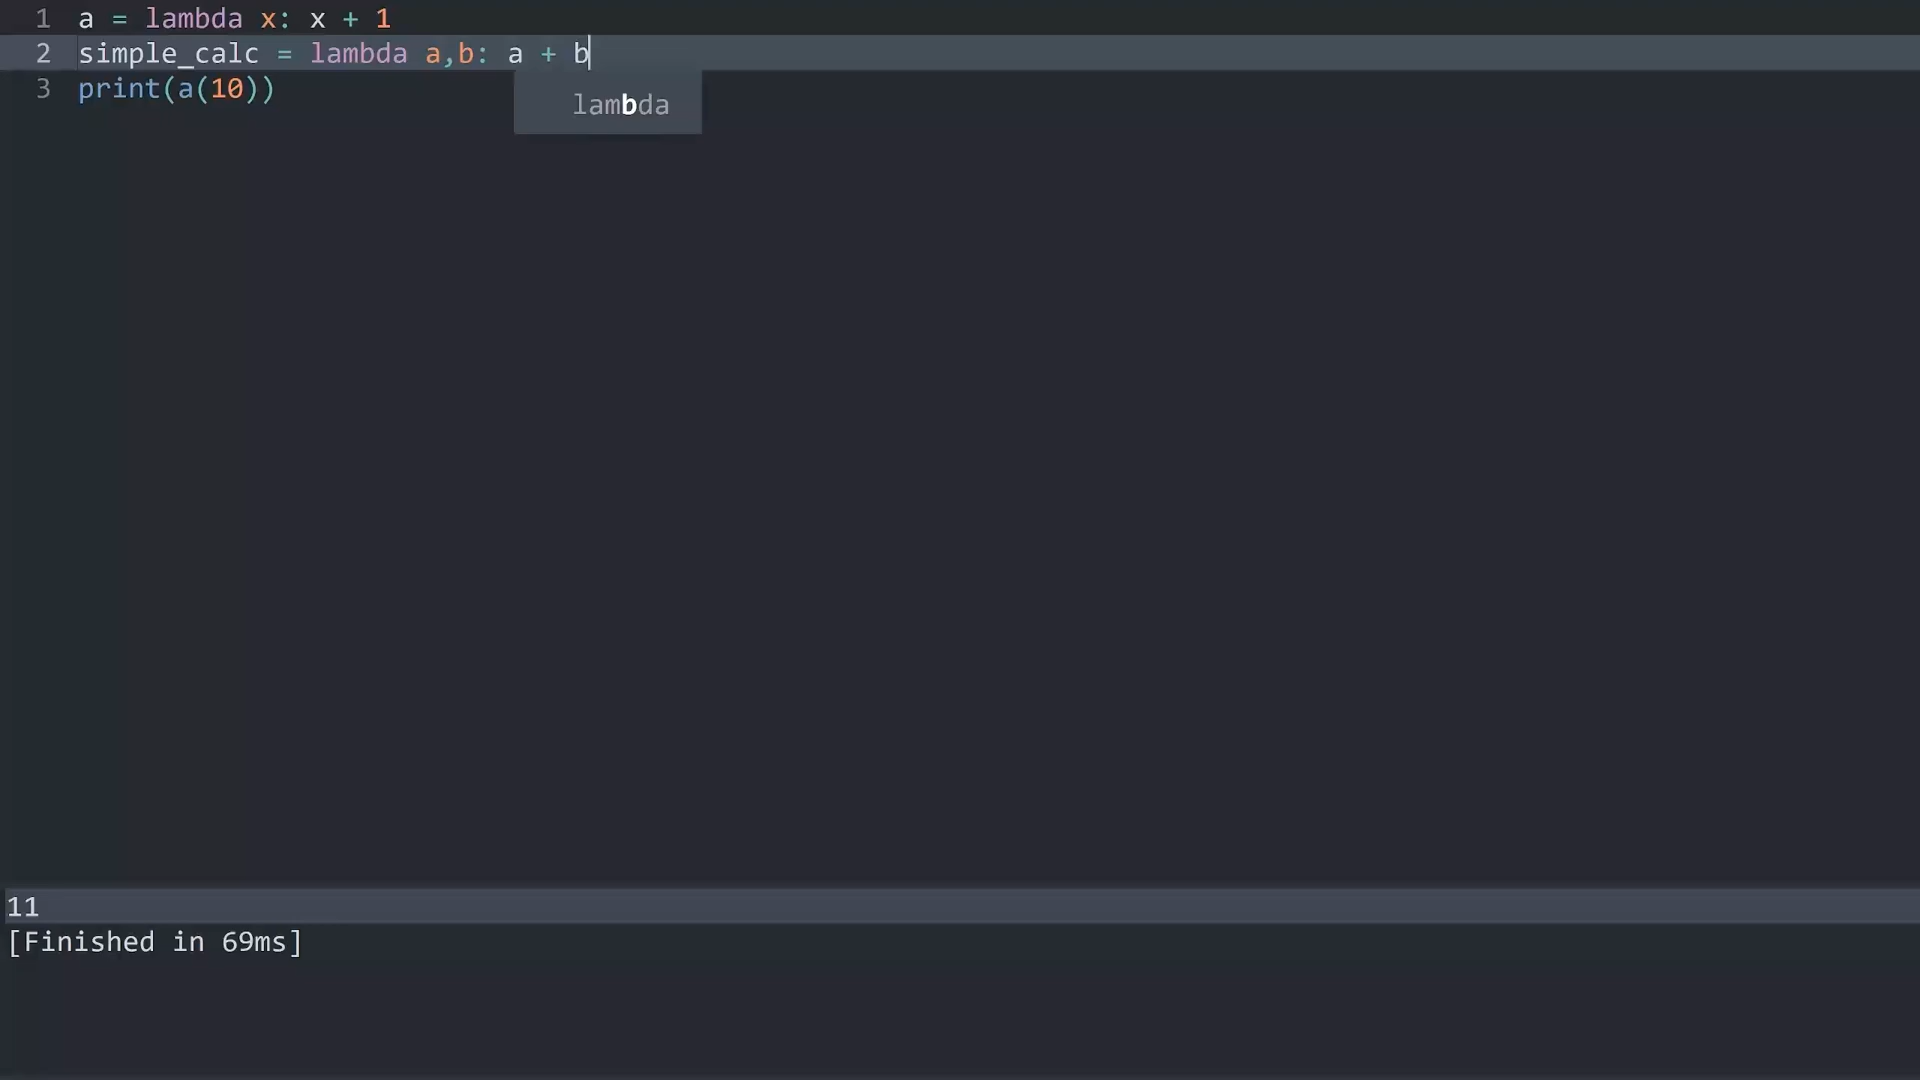 1 a = lambda x: x + 1
2 simple_calc = lambda a,b: a + b
3 print(a(10))
lambda
11
[Finished in 69ms]